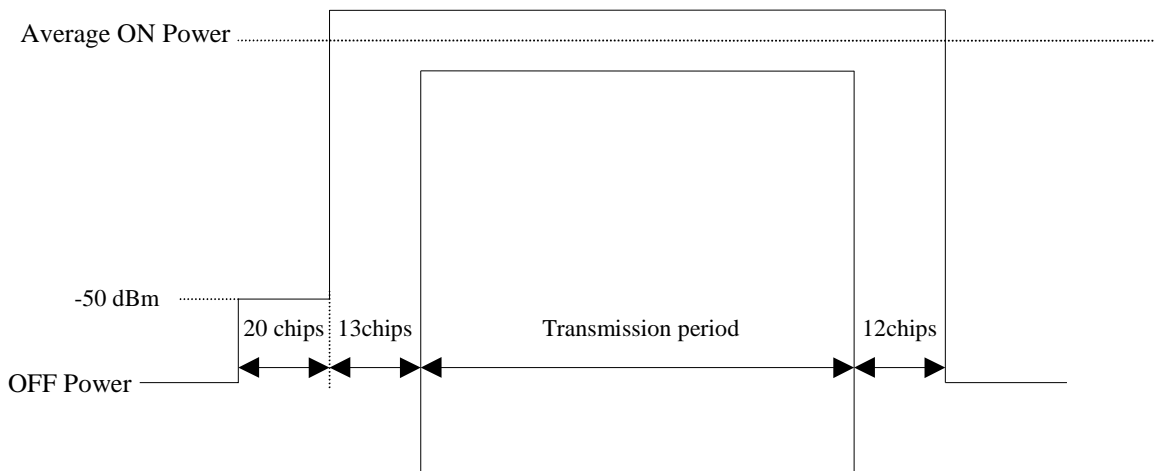 Average ON Power
-50 dBm
20 chips 13chips Transmission period 12chips
OFF Power